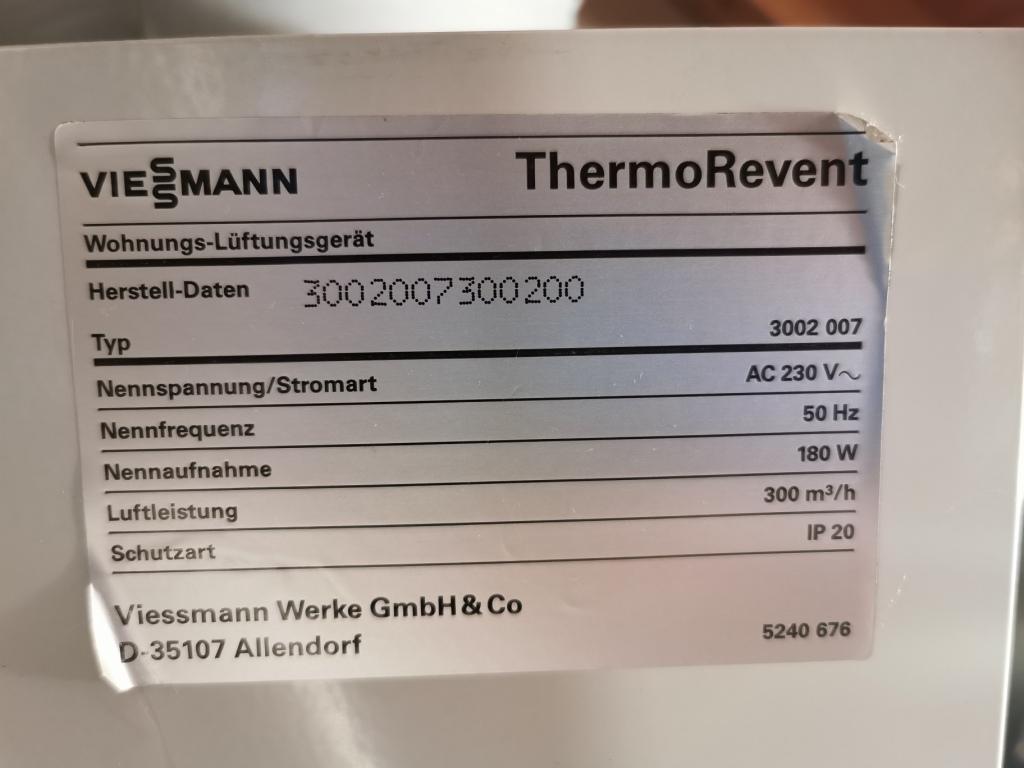 VIESSMANN ThermoRevent
Wohnungs-Lüftungsgerät
Herstell-Daten 3002007300200
Typ 3002 007
Nennspannung/Stromart AC 230 V~
Nennfrequenz 50 Hz
Nennaufnahme 180 W
Luftleistung 300 m³/h
Schutzart IP 20
Viessmann Werke GmbH & Co
D-35107 Allendorf 5240 676